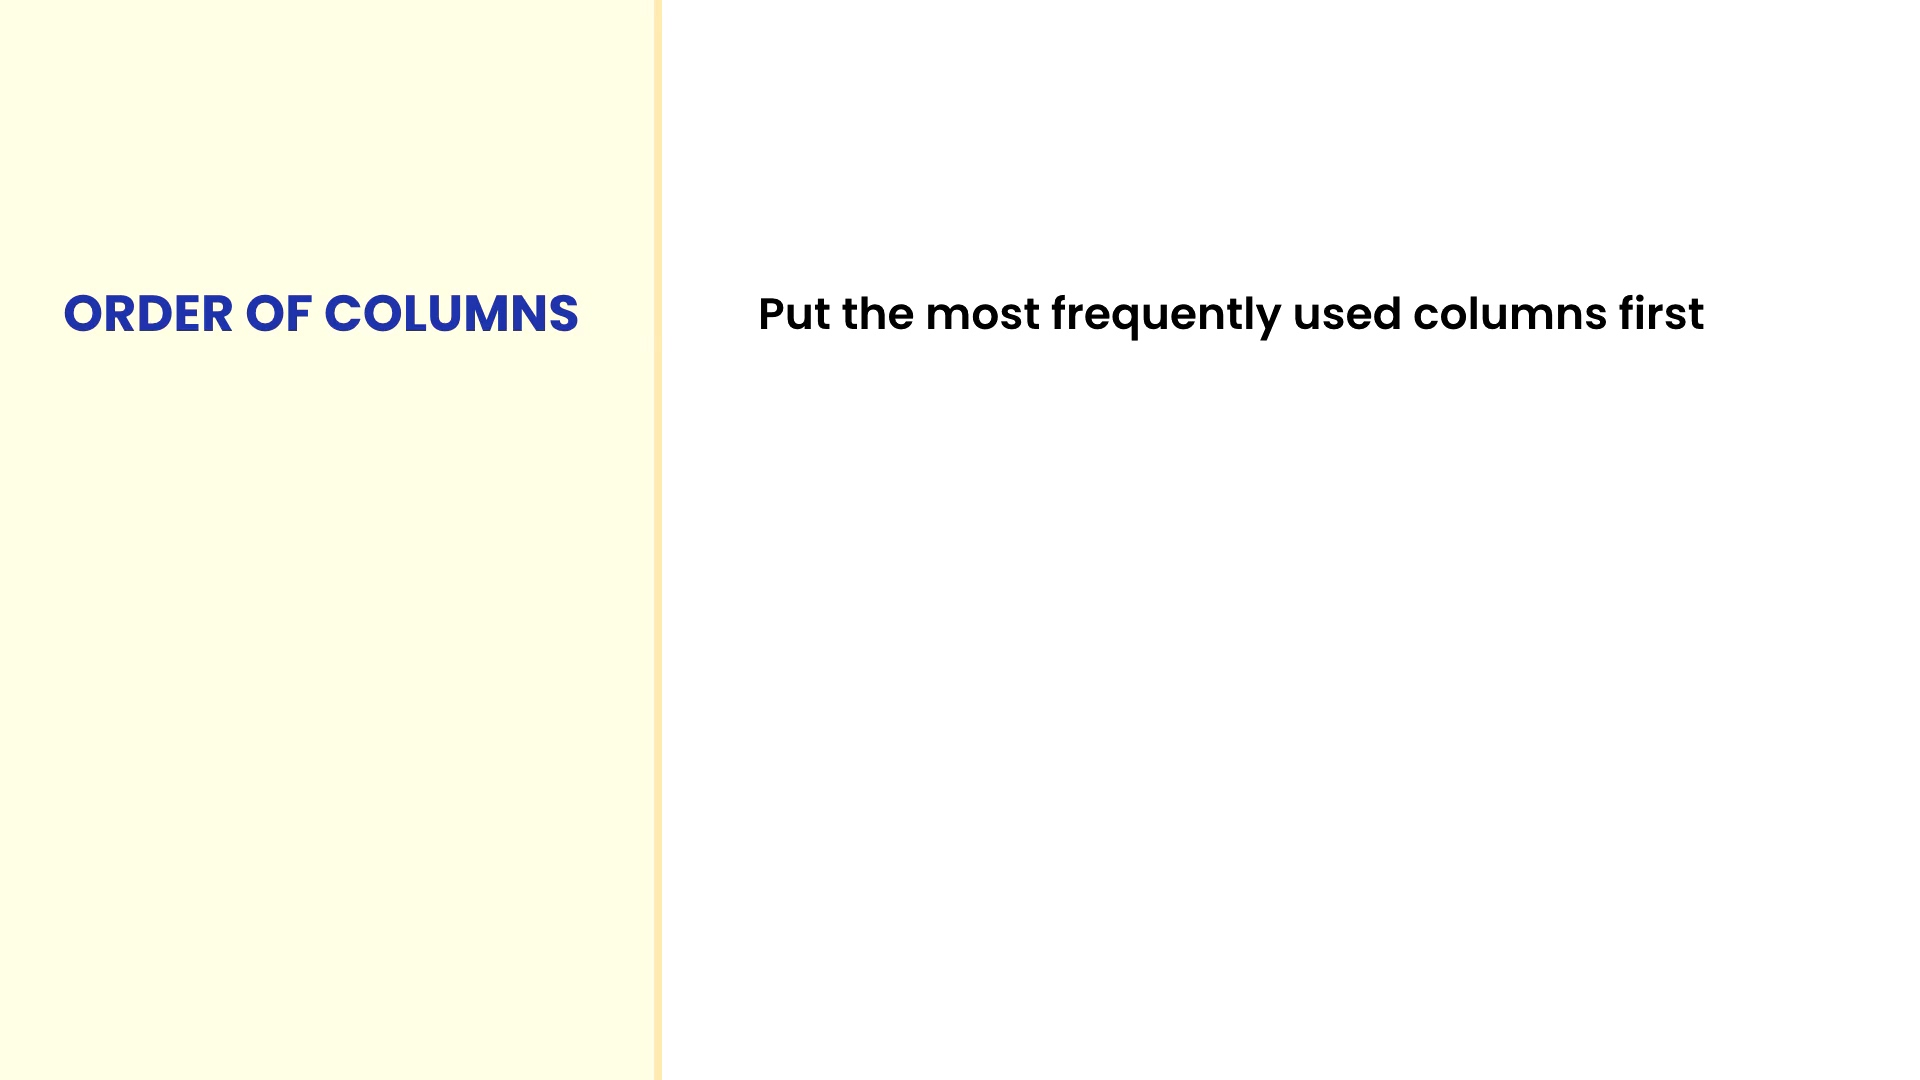 ORDER OF COLUMNS
Put the most frequently used columns first